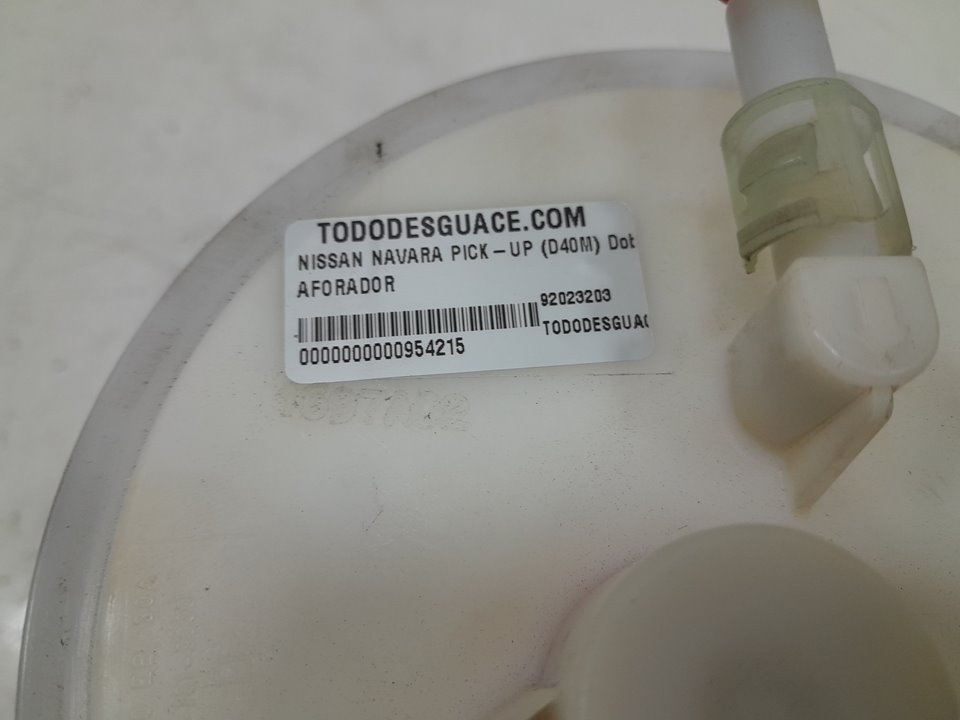 TODODESGUACE.COM
NISSAN NAVARA PICK-UP (D40M) Dob
AFORADOR
92023203
TODODESGUAC
0000000000954215